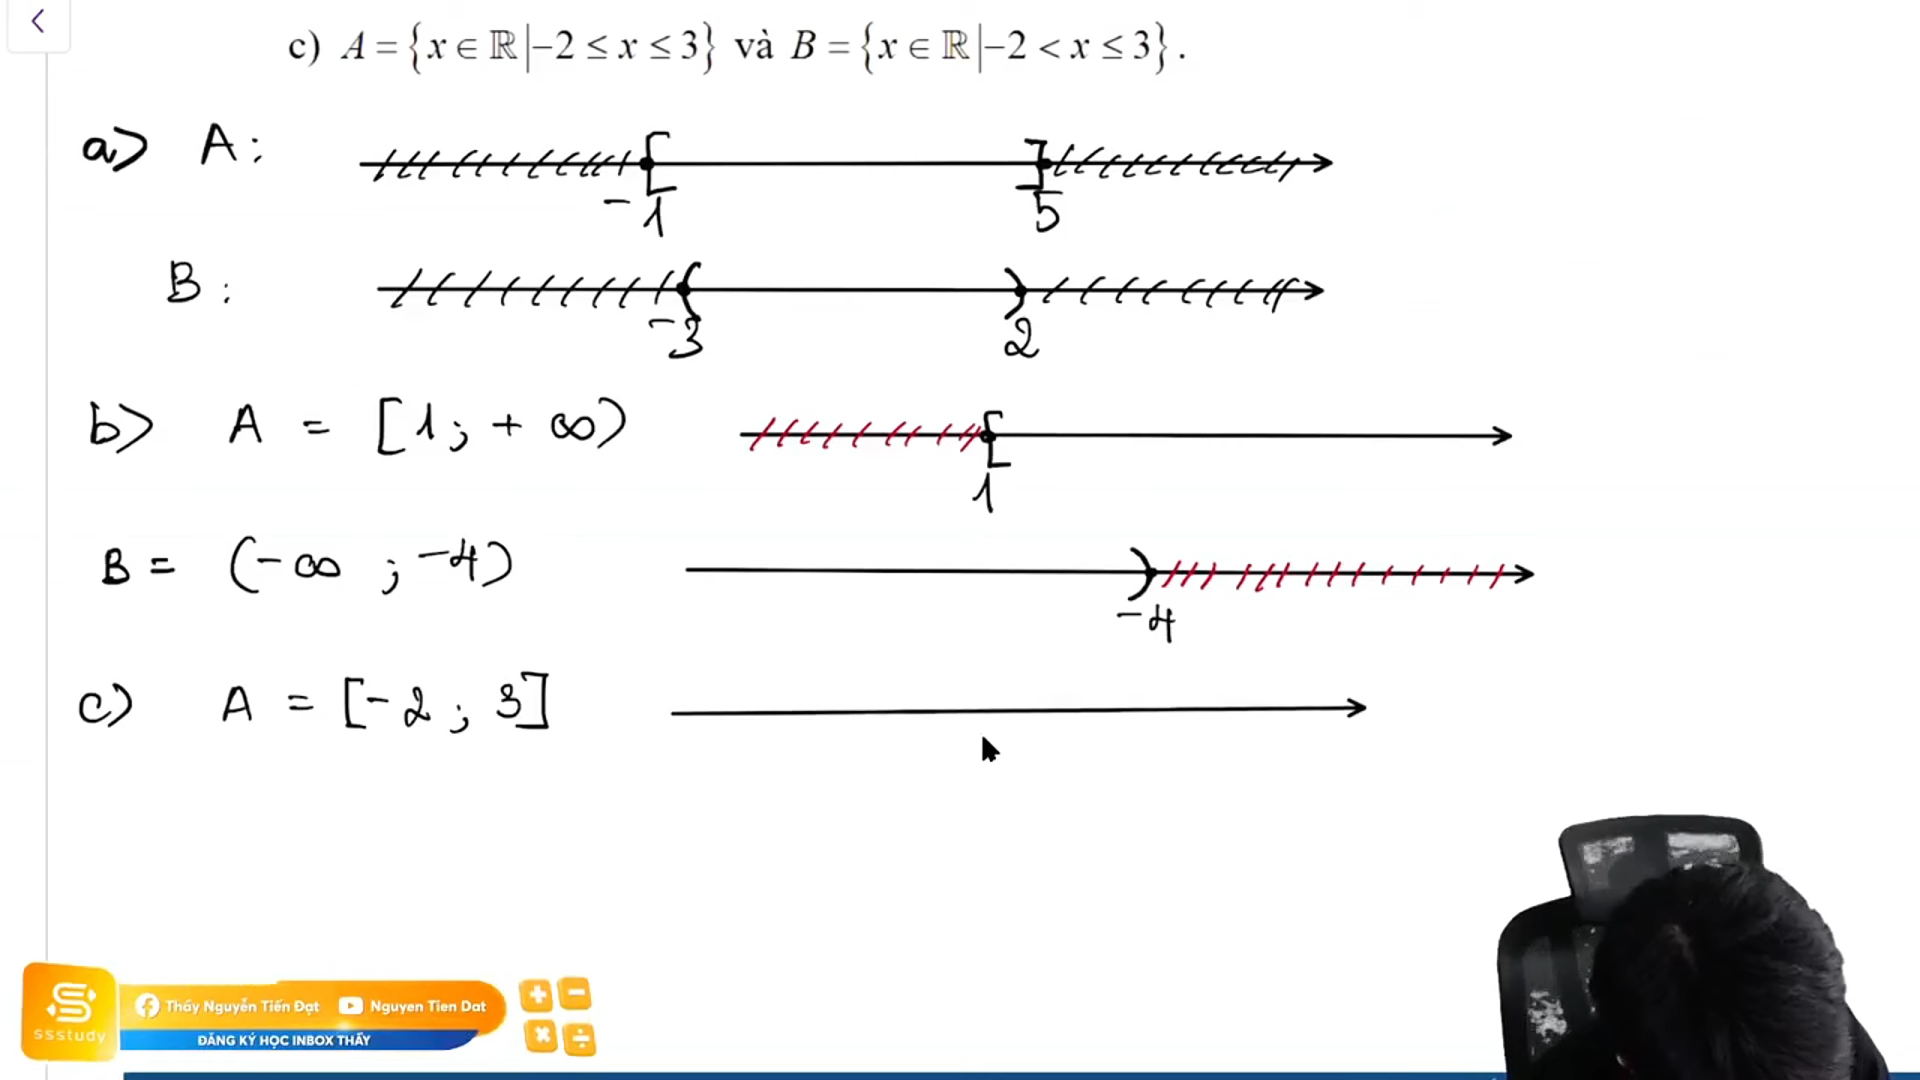 c) A = {x ∈ ℝ | −2 ≤ x ≤ 3} và B = {x ∈ ℝ | −2 < x ≤ 3}.
a) A:
[ ]
-1 5
B:
( )
-3 2
b) A = [1; + ∞)
[
1
B = (-∞ ; -4)
)
-4
c) A = [-2; 3]
ssstudy
Thầy Nguyễn Tiến Đạt Nguyen Tien Dat
ĐĂNG KÝ HỌC INBOX THẦY